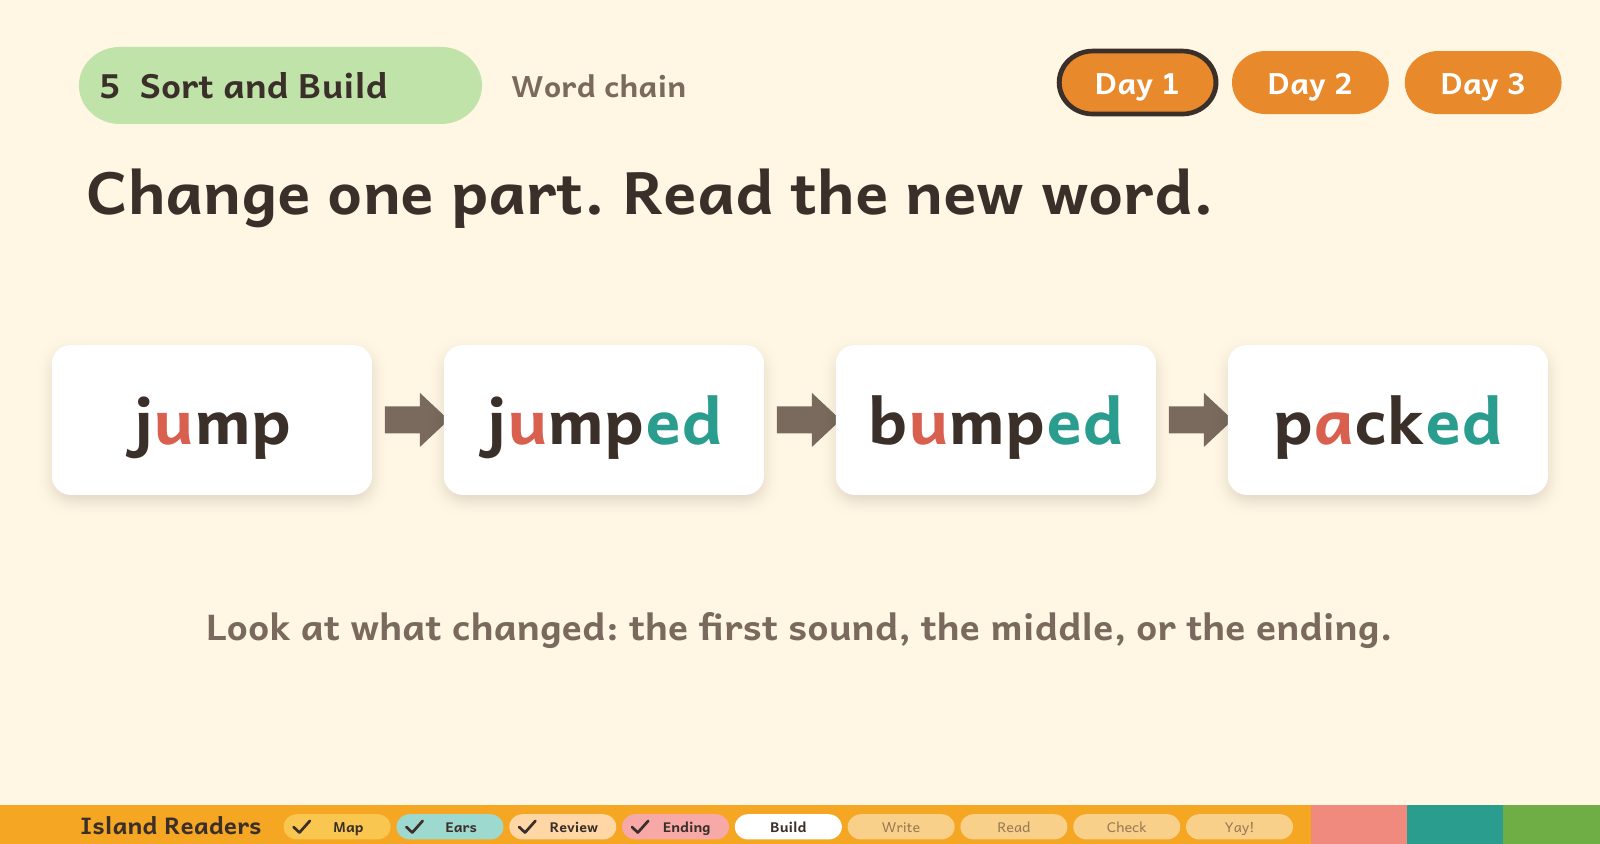 5 Sort and Build
Word chain
Day 1
Day 2
Day 3
Change one part. Read the new word.
jump
jumped
bumped
packed
Look at what changed: the first sound, the middle, or the ending.
Island Readers
Map
Ears
Review
Ending
Build
Write
Read
Check
Yay!